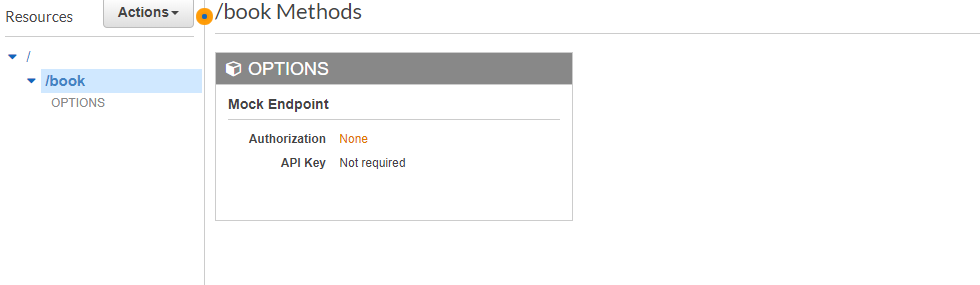 Resources
Actions
/
/book
OPTIONS
/book Methods
OPTIONS
Mock Endpoint
Authorization None
API Key Not required